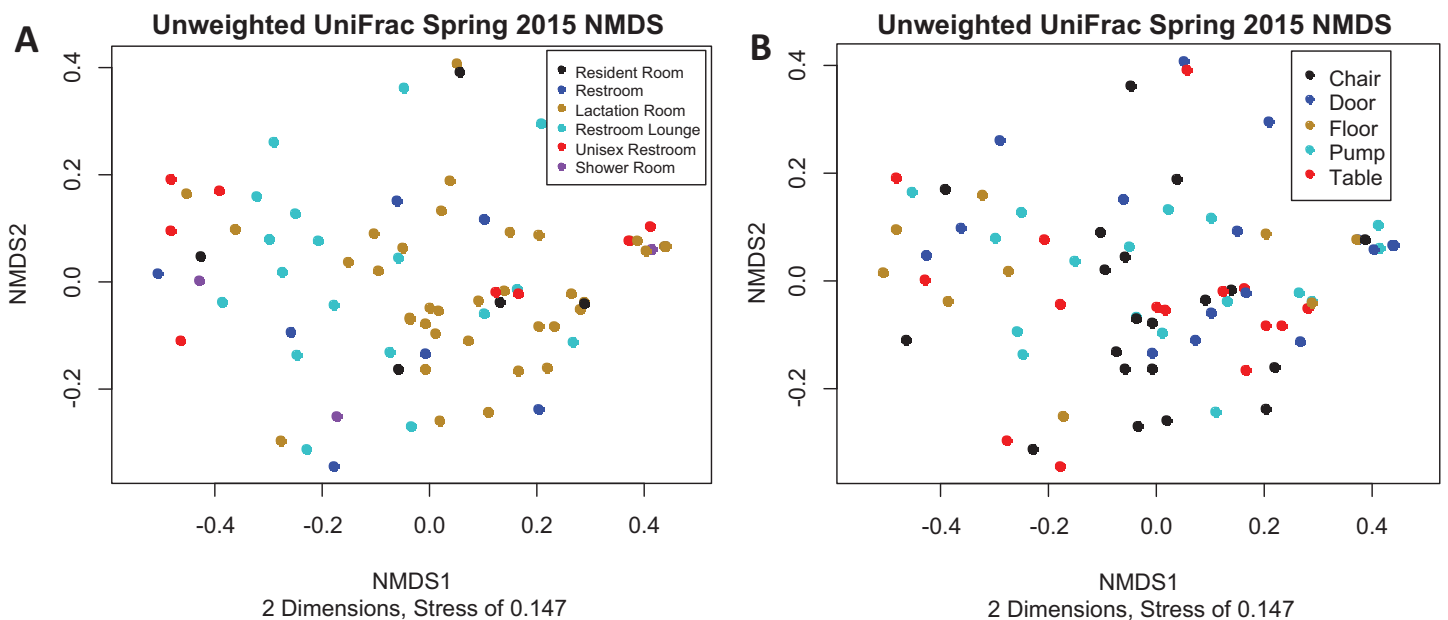 A
Unweighted UniFrac Spring 2015 NMDS
Resident Room
Restroom
Lactation Room
Restroom Lounge
Unisex Restroom
Shower Room
0.4
0.2
0.0
-0.2
NMDS2
-0.4
-0.2
0.0
0.2
0.4
NMDS1
2 Dimensions, Stress of 0.147
B
Unweighted UniFrac Spring 2015 NMDS
Chair
Door
Floor
Pump
Table
0.4
0.2
0.0
-0.2
NMDS2
-0.4
-0.2
0.0
0.2
0.4
NMDS1
2 Dimensions, Stress of 0.147